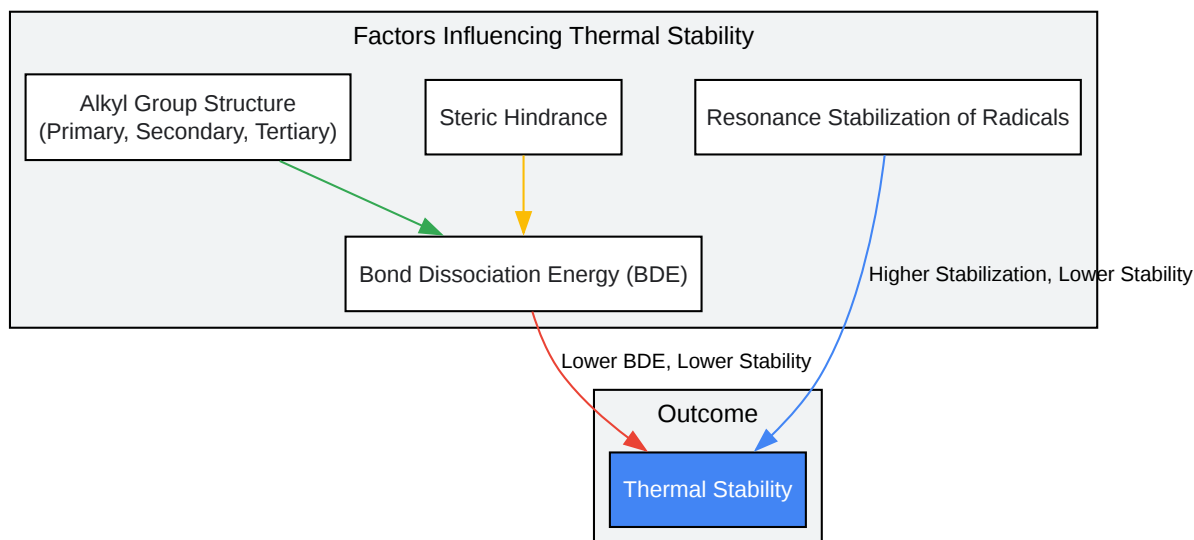 Factors Influencing Thermal Stability
Alkyl Group Structure
(Primary, Secondary, Tertiary)
Steric Hindrance
Resonance Stabilization of Radicals
Bond Dissociation Energy (BDE)
Higher Stabilization, Lower Stability
Lower BDE, Lower Stability
Outcome
Thermal Stability